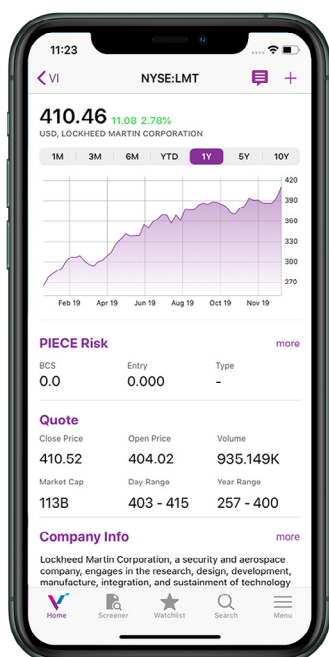 11:23
VI
NYSE:LMT
410.46 11.08 2.78%
USD, LOCKHEED MARTIN CORPORATION
1M 3M 6M YTD 1Y 5Y 10Y
420
390
360
330
300
270
Feb 19 Apr 19 Jun 19 Aug 19 Oct 19 Nov 19
PIECE Risk more
BCS Entry Type
0.0 0.000 -
Quote
Close Price Open Price Volume
410.52 404.02 935.149K
Market Cap Day Range Year Range
113B 403 - 415 257 - 400
Company Info more
Lockheed Martin Corporation, a security and aerospace
company, engages in the research, design, development,
manufacture, integration, and sustainment of technology
Home Screener Watchlist Search Menu